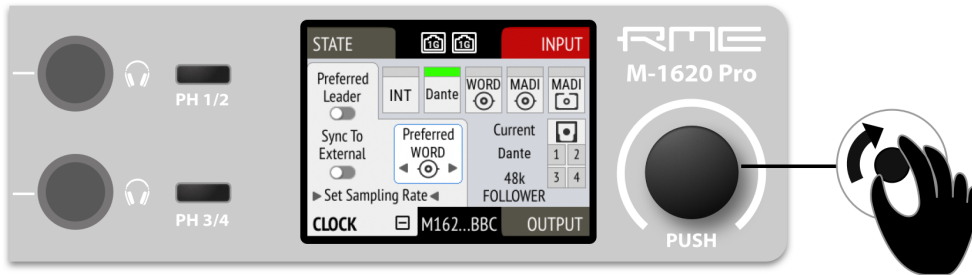 RME
M-1620 Pro
PH 1/2
PH 3/4
STATE
1G 1G
INPUT
Preferred
Leader
INT
Dante
WORD
MADI
MADI
Sync To
External
Preferred
WORD
Current
Dante
48k
FOLLOWER
1 2
3 4
Set Sampling Rate
CLOCK
M162...BBC
OUTPUT
PUSH